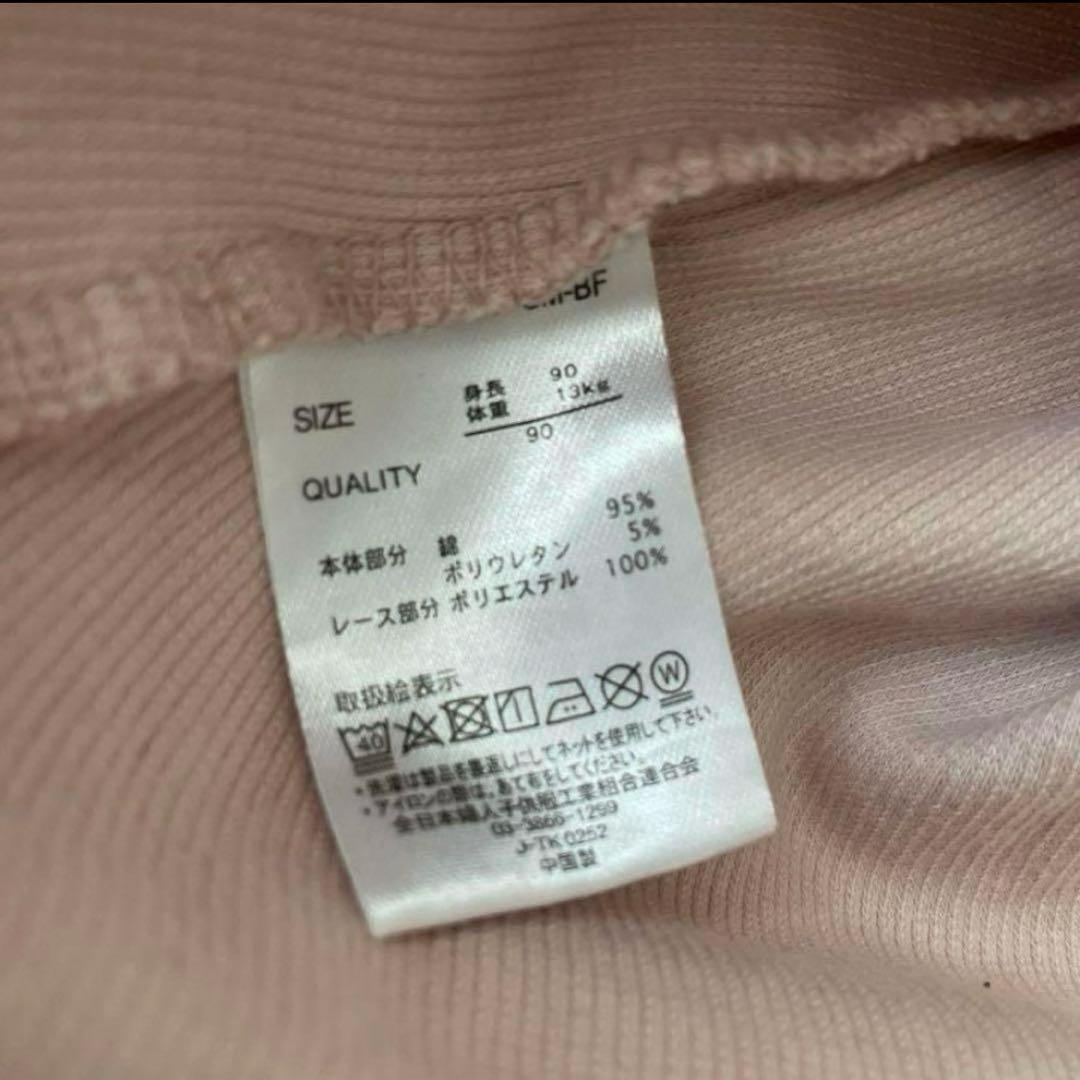 -BF
SIZE
身長 90
体重 13kg
90
QUALITY
本体部分 綿 95%
ポリウレタン 5%
レース部分 ポリエステル 100%
取扱絵表示
40 W
・洗濯は製品を裏返しにしてネットを使用して下さい。
・アイロンの際は、あて布をしてください。
全日本婦人子供服工業組合連合会
03-3866-1299
J-TK 0252
中国製